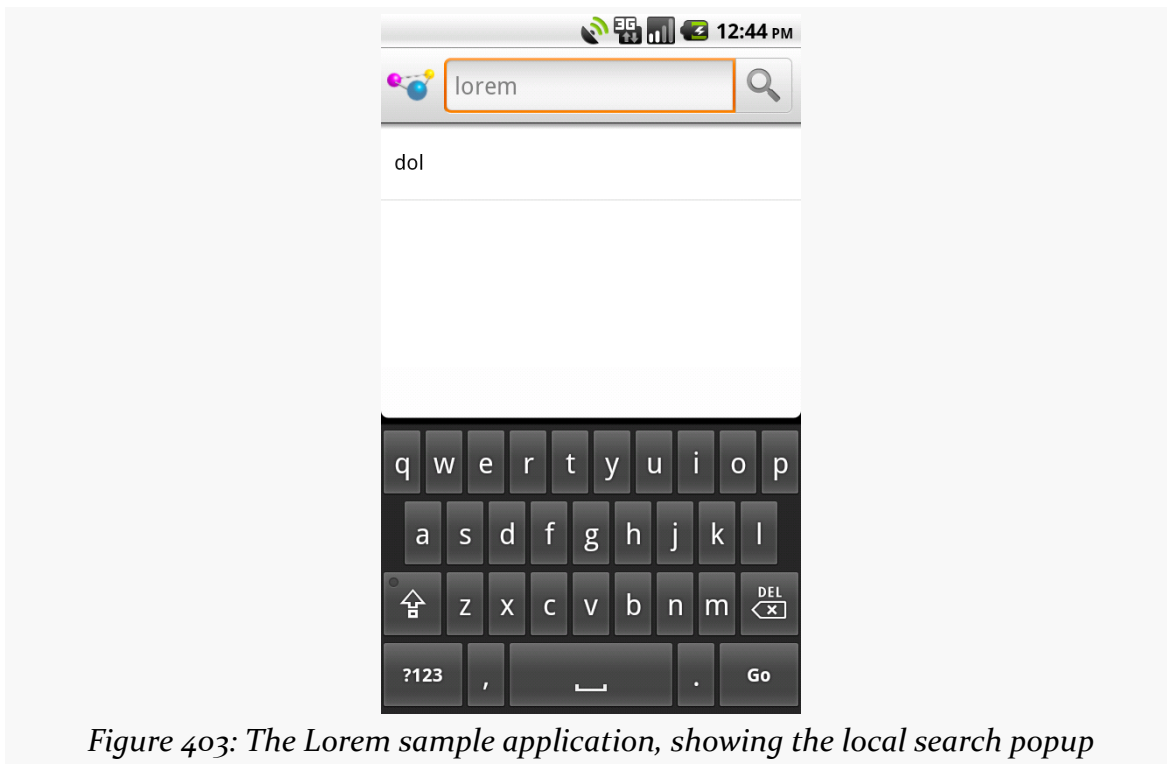 3G 12:44 PM
lorem
dol
q w e r t y u i o p
a s d f g h j k l
z x c v b n m DEL
?123 , . Go
Figure 403: The Lorem sample application, showing the local search popup